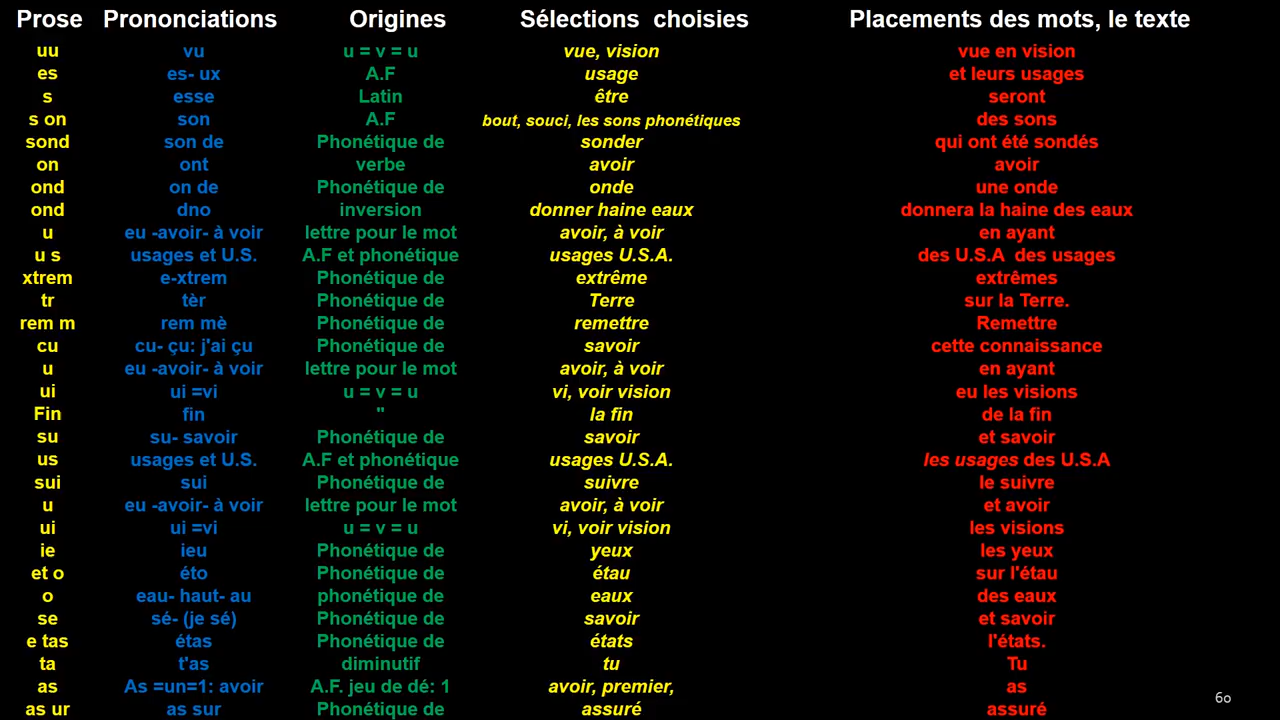 Prose Prononciations Origines Sélections choisies Placements des mots, le texte
uu vu u = v = u vue, vision vue en vision
es es- ux A.F usage et leurs usages
s esse Latin être seront
s on son A.F bout, souci, les sons phonétiques des sons
sond son de Phonétique de sonder qui ont été sondés
on ont verbe avoir avoir
ond on de Phonétique de onde une onde
ond dno inversion donner haine eaux donnera la haine des eaux
u eu -avoir- à voir lettre pour le mot avoir, à voir en ayant
u s usages et U.S. A.F et phonétique usages U.S.A. des U.S.A des usages
xtrem e-xtrem Phonétique de extrême extrêmes
tr tèr Phonétique de Terre sur la Terre.
rem m rem mè Phonétique de remettre Remettre
cu cu- çu: j'ai çu Phonétique de savoir cette connaissance
u eu -avoir- à voir lettre pour le mot avoir, à voir en ayant
ui ui =vi u = v = u vi, voir vision eu les visions
Fin fin " la fin de la fin
su su- savoir Phonétique de savoir et savoir
us usages et U.S. A.F et phonétique usages U.S.A. les usages des U.S.A
sui sui Phonétique de suivre le suivre
u eu -avoir- à voir lettre pour le mot avoir, à voir et avoir
ui ui =vi u = v = u vi, voir vision les visions
ie ieu Phonétique de yeux les yeux
et o éto Phonétique de étau sur l'étau
o eau- haut- au phonétique de eaux des eaux
se sé- (je sé) Phonétique de savoir et savoir
e tas étas Phonétique de états l'états.
ta t'as diminutif tu Tu
as As =un=1: avoir A.F. jeu de dé: 1 avoir, premier, as
as ur as sur Phonétique de assuré assuré
6o